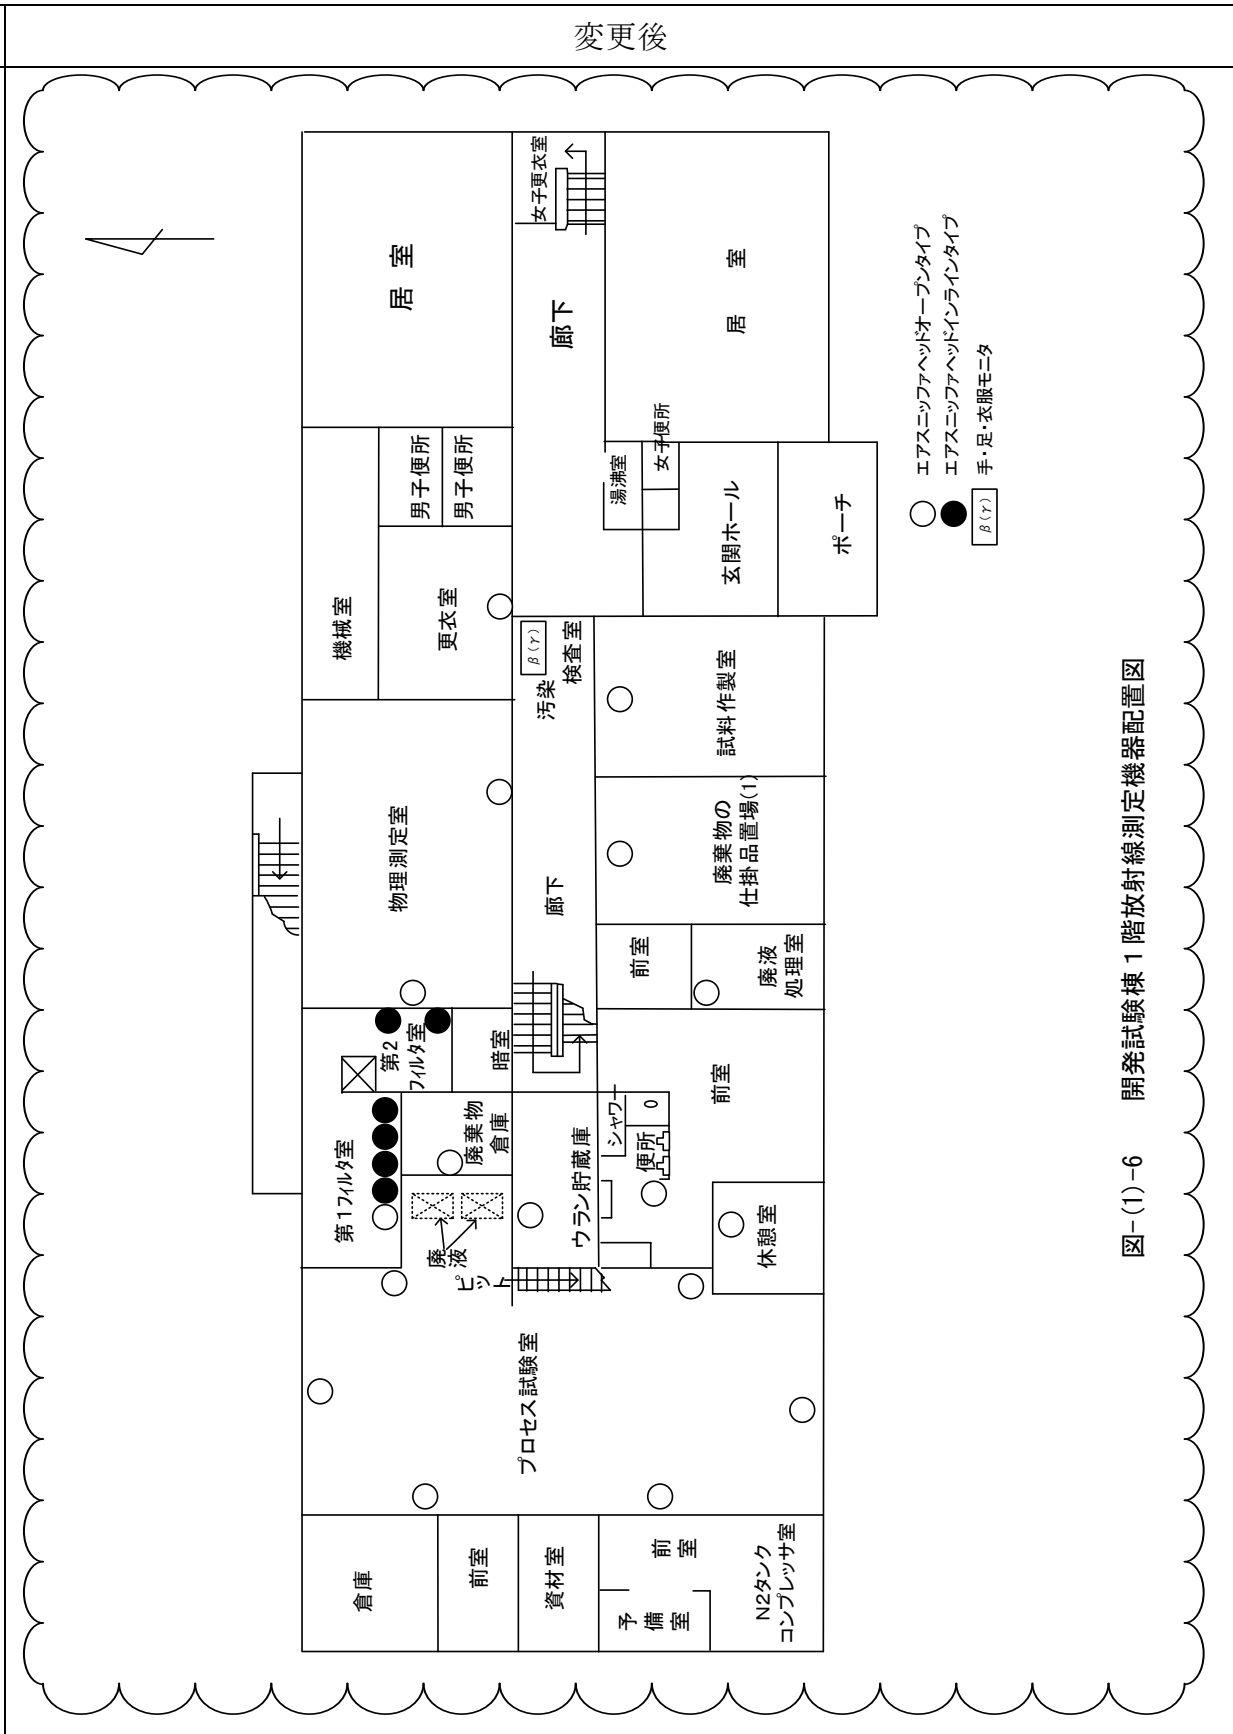 変更後
倉庫
前室
資材室
予備室
前室
N2タンク
コンプレッサ室
プロセス試験室
第1フィルタ室
廃液
ピット
廃棄物
倉庫
第2
フィルタ室
暗室
ウラン貯蔵庫
シャワー
便所
休憩室
前室
物理測定室
廊下
前室
廃液
処理室
廃棄物の
仕掛品置場(1)
試料作製室
汚染
検査室
β(γ)
機械室
更衣室
男子便所
男子便所
湯沸室
女子便所
玄関ホール
ポーチ
居室
廊下
女子更衣室
居室
エアスニッファヘッドオープンタイプ
エアスニッファヘッドインラインタイプ
β(γ) 手・足・衣服モニタ
図-(1)-6 開発試験棟1階放射線測定機器配置図